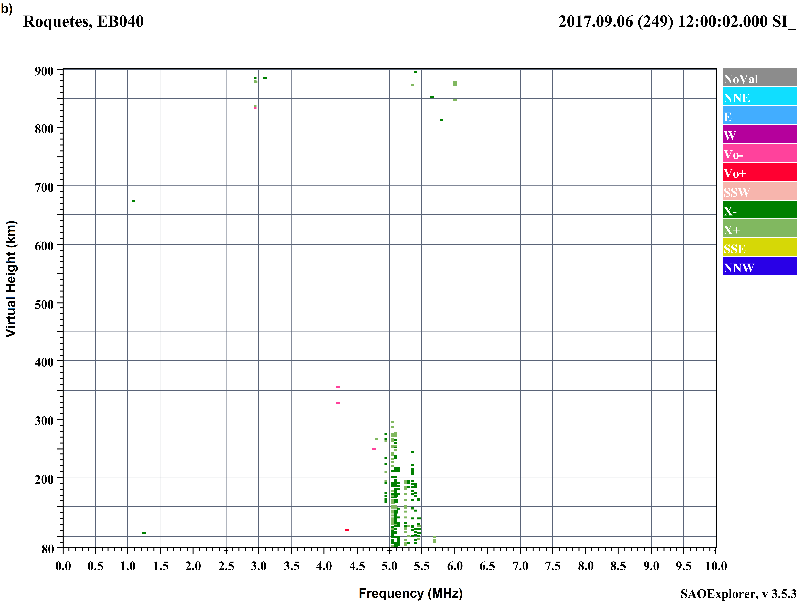 b)
Roquetes, EB040
2017.09.06 (249) 12:00:02.000 SI_
900
800
700
600
500
400
300
200
80
Virtual Height (km)
0.0 0.5 1.0 1.5 2.0 2.5 3.0 3.5 4.0 4.5 5.0 5.5 6.0 6.5 7.0 7.5 8.0 8.5 9.0 9.5 10.0
Frequency (MHz)
NoVal
NNE
E
W
Vo-
Vo+
SSW
X-
X+
SSE
NNW
SAOExplorer, v 3.5.3